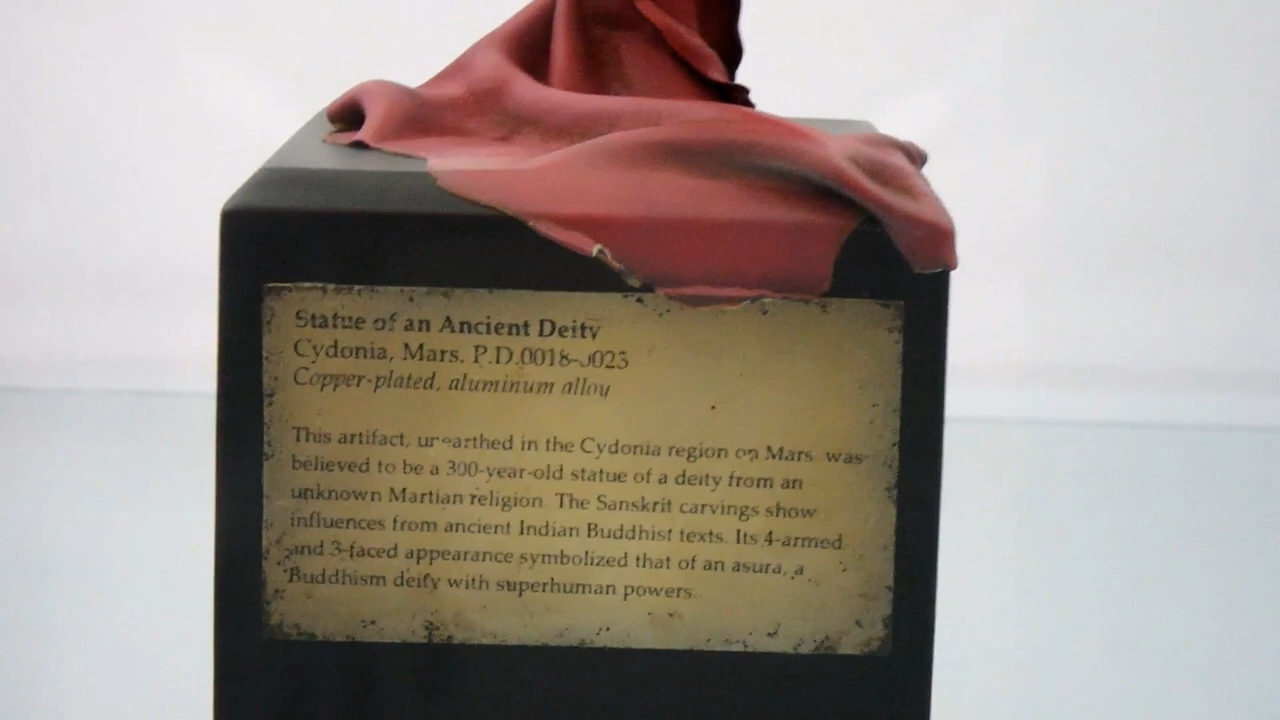 Statue of an Ancient Deity
Cydonia, Mars. P.D.0018-0023
Copper-plated, aluminum alloy
This artifact, unearthed in the Cydonia region on Mars was
believed to be a 300-year-old statue of a deity from an
unknown Martian religion. The Sanskrit carvings show
influences from ancient Indian Buddhist texts. Its 4-armed
and 3-faced appearance symbolized that of an asura, a
Buddhism deity with superhuman powers.